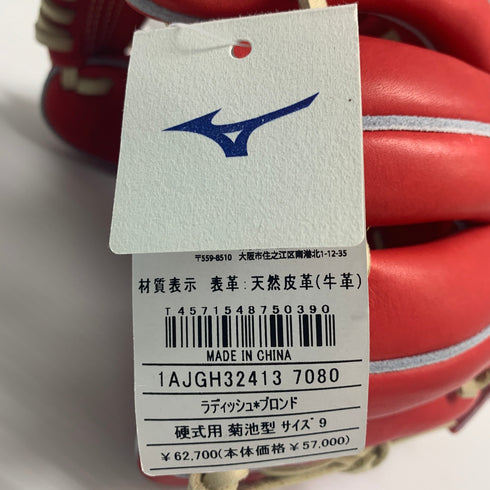 〒559-8510 大阪市住之江区南港北1-12-35
材質表示 表革:天然皮革(牛革)
T 4571548750390
MADE IN CHINA
1AJGH32413 7080
ラディッシュ*ブロンド
硬式用 菊池型 サイズ 9
¥62,700(本体価格¥57,000)